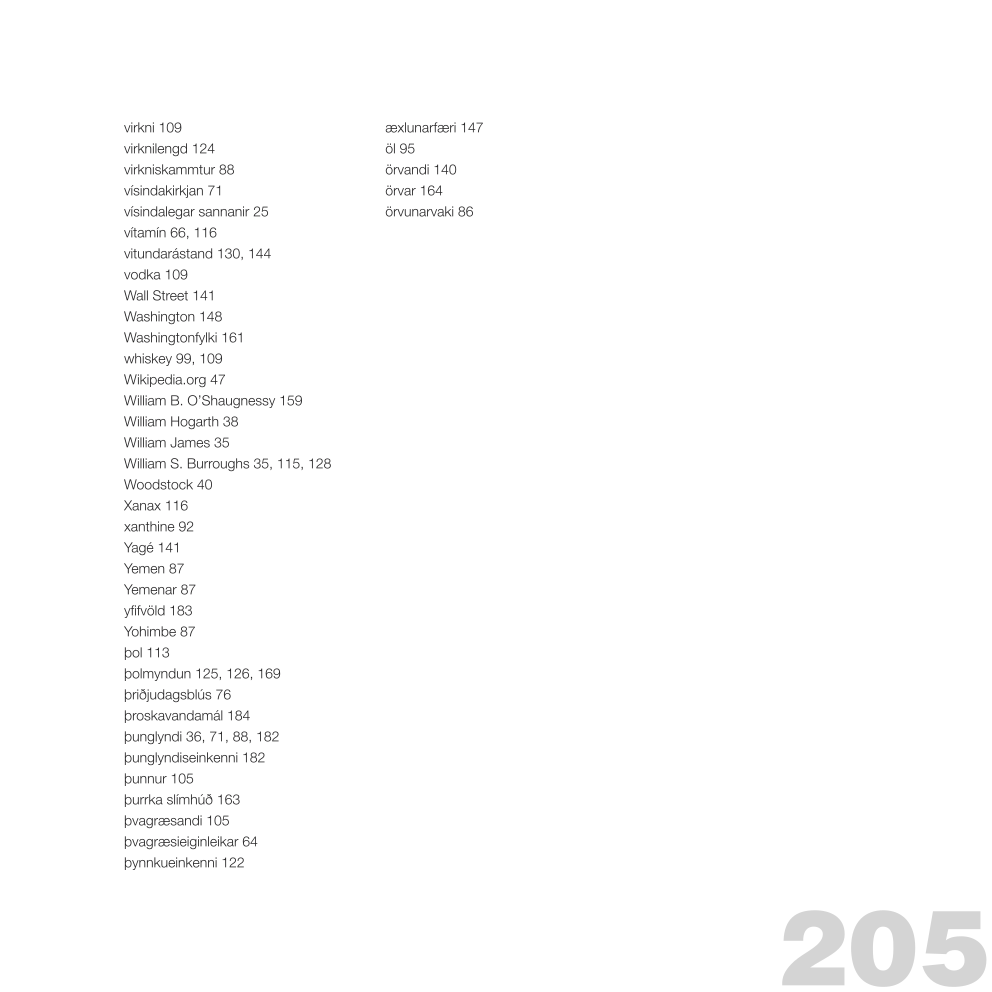 virkni 109
virknilengd 124
virkniskammtur 88
vísindakirkjan 71
vísindalegar sannanir 25
vítamín 66, 116
vitundarástand 130, 144
vodka 109
Wall Street 141
Washington 148
Washingtonfylki 161
whiskey 99, 109
Wikipedia.org 47
William B. O’Shaugnessy 159
William Hogarth 38
William James 35
William S. Burroughs 35, 115, 128
Woodstock 40
Xanax 116
xanthine 92
Yagé 141
Yemen 87
Yemenar 87
yfifvöld 183
Yohimbe 87
þol 113
þolmyndun 125, 126, 169
þriðjudagsblús 76
þroskavandamál 184
þunglyndi 36, 71, 88, 182
þunglyndiseinkenni 182
þunnur 105
þurrka slímhúð 163
þvagræsandi 105
þvagræsieiginleikar 64
þynnkueinkenni 122
æxlunarfæri 147
öl 95
örvandi 140
örvar 164
örvunarvaki 86
205